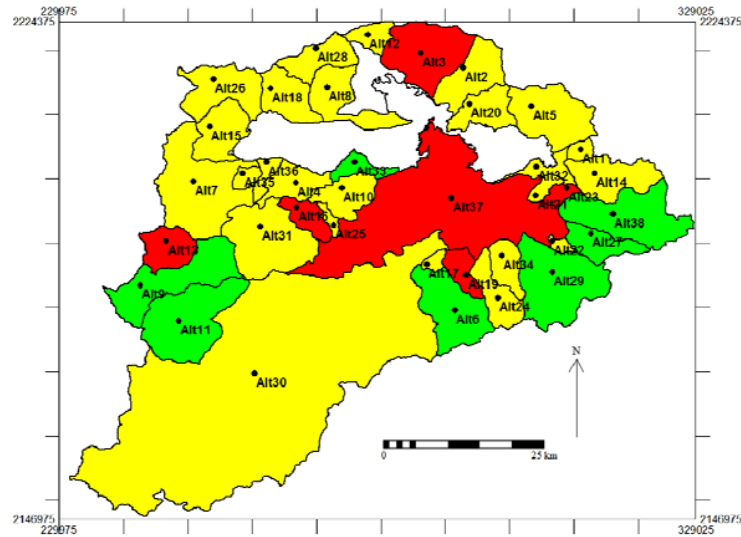 229975 329025
2224375 2224375
Alt12
Alt28 Alt3
Alt2
Alt26 Alt18 Alt8
Alt20 Alt5
Alt15
Alt1
Alt36 Alt33 Alt32
Alt7 Alt35 Alt4 Alt14
Alt10 Alt23
Alt37 Alt21
Alt16 Alt38
Alt31 Alt25
Alt13 Alt22 Alt27
Alt17 Alt34
Alt9 Alt19 Alt29
Alt24
Alt11 Alt6
N
Alt30
0 25 km
2146975 2146975
229975 329025